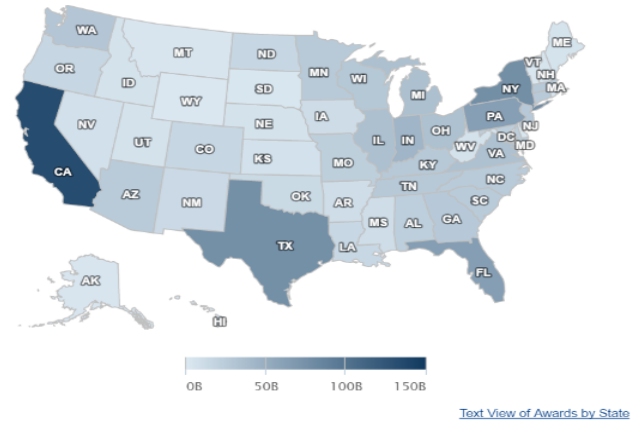 WA
ME
MT
ND
VT
OR
MN
NH
ID
SD
WI
NY
MA
WY
MI
IA
PA
NE
NJ
NV
OH
DC
UT
IL
IN
WV
MD
CO
VA
CA
KS
MO
KY
NC
TN
AZ
OK
NM
AR
SC
MS
AL
GA
TX
LA
FL
AK
HI
0B 50B 100B 150B
Text View of Awards by State